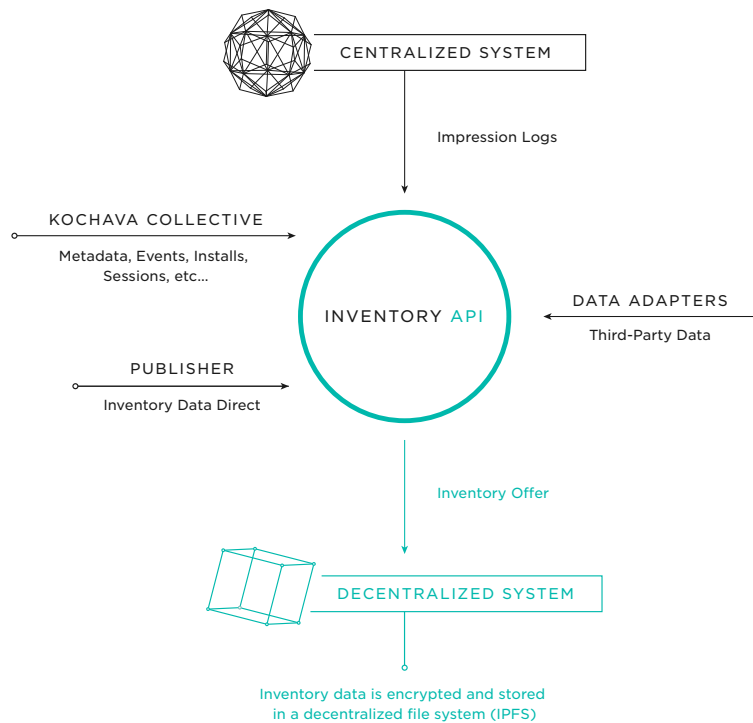 CENTRALIZED SYSTEM
Impression Logs
KOCHAVA COLLECTIVE
Metadata, Events, Installs,
Sessions, etc...
INVENTORY API
DATA ADAPTERS
Third-Party Data
PUBLISHER
Inventory Data Direct
Inventory Offer
DECENTRALIZED SYSTEM
Inventory data is encrypted and stored
in a decentralized file system (IPFS)